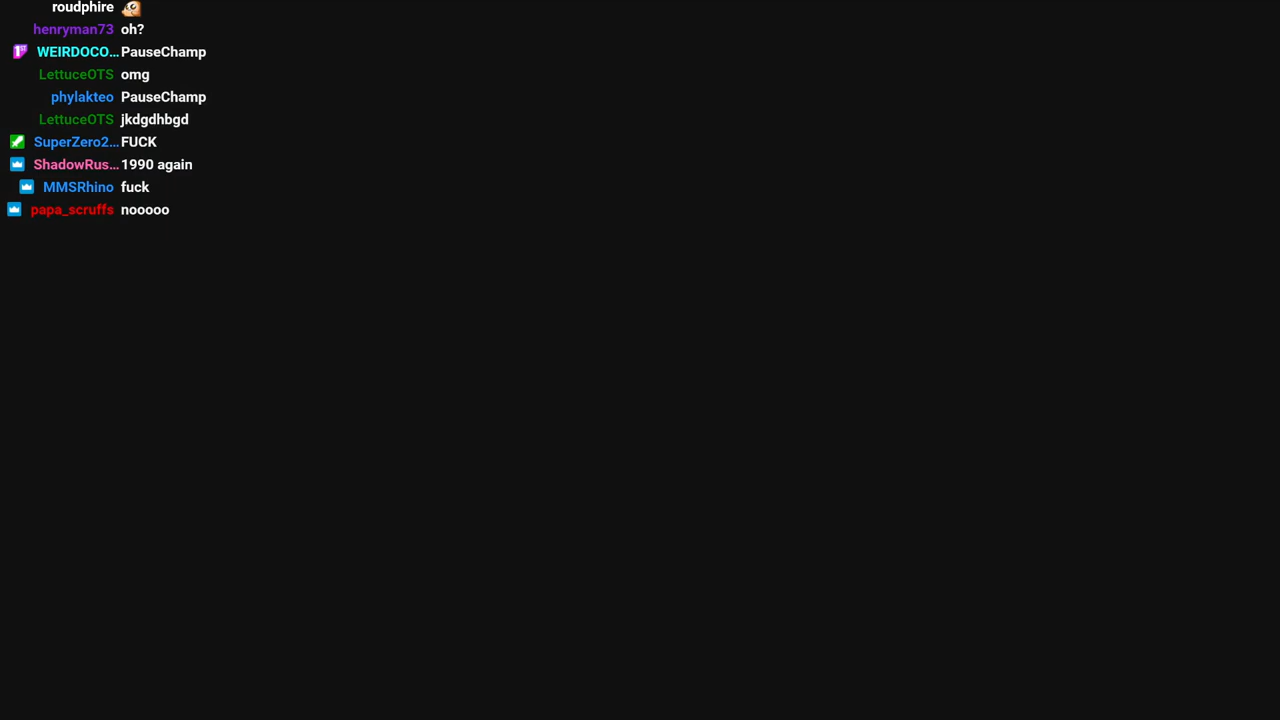 roudphire
henryman73 oh?
WEIRDOCO... PauseChamp
LettuceOTS omg
phylakteo PauseChamp
LettuceOTS jkdgdhbgd
SuperZero2... FUCK
ShadowRus... 1990 again
MMSRhino fuck
papa_scruffs nooooo